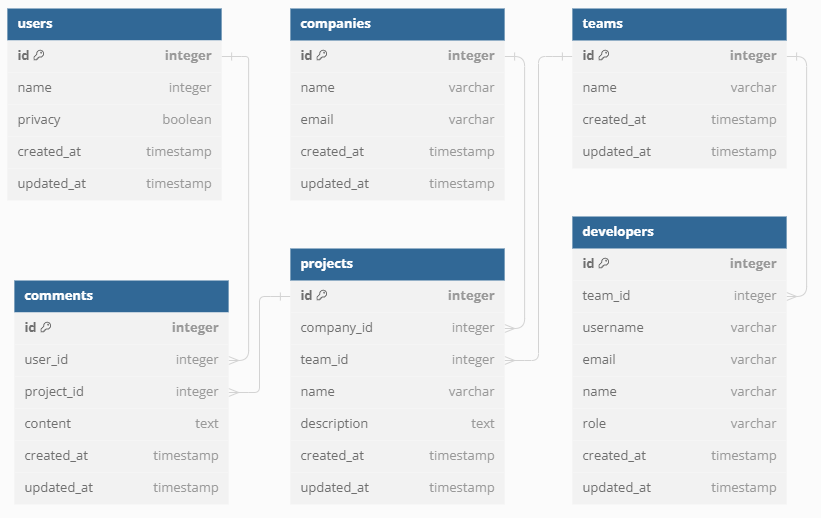 users
id integer
name integer
privacy boolean
created_at timestamp
updated_at timestamp
companies
id integer
name varchar
email varchar
created_at timestamp
updated_at timestamp
teams
id integer
name varchar
created_at timestamp
updated_at timestamp
comments
id integer
user_id integer
project_id integer
content text
created_at timestamp
updated_at timestamp
projects
id integer
company_id integer
team_id integer
name varchar
description text
created_at timestamp
updated_at timestamp
developers
id integer
team_id integer
username varchar
email varchar
name varchar
role varchar
created_at timestamp
updated_at timestamp